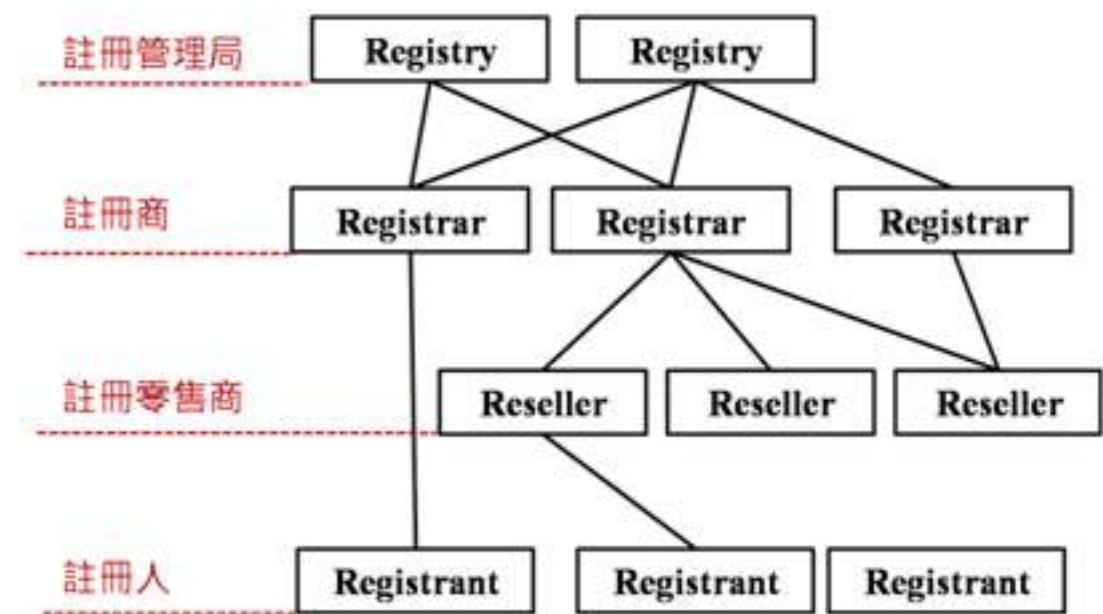 註冊管理局 Registry Registry
註冊商 Registrar Registrar Registrar
註冊零售商 Reseller Reseller Reseller
註冊人 Registrant Registrant Registrant